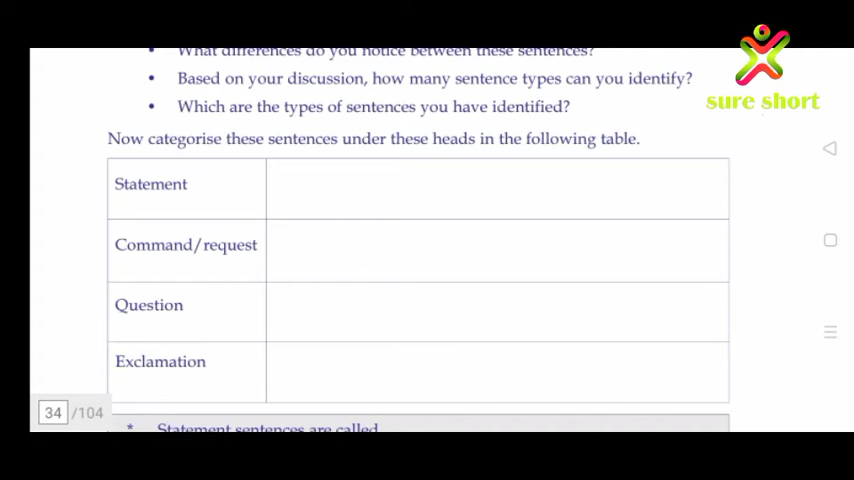 What differences do you notice between these sentences?
sure short
• Based on your discussion, how many sentence types can you identify?
• Which are the types of sentences you have identified?
Now categorise these sentences under these heads in the following table.
Statement
Command/request
Question
Exclamation
34 /104
* Statement sentences are called